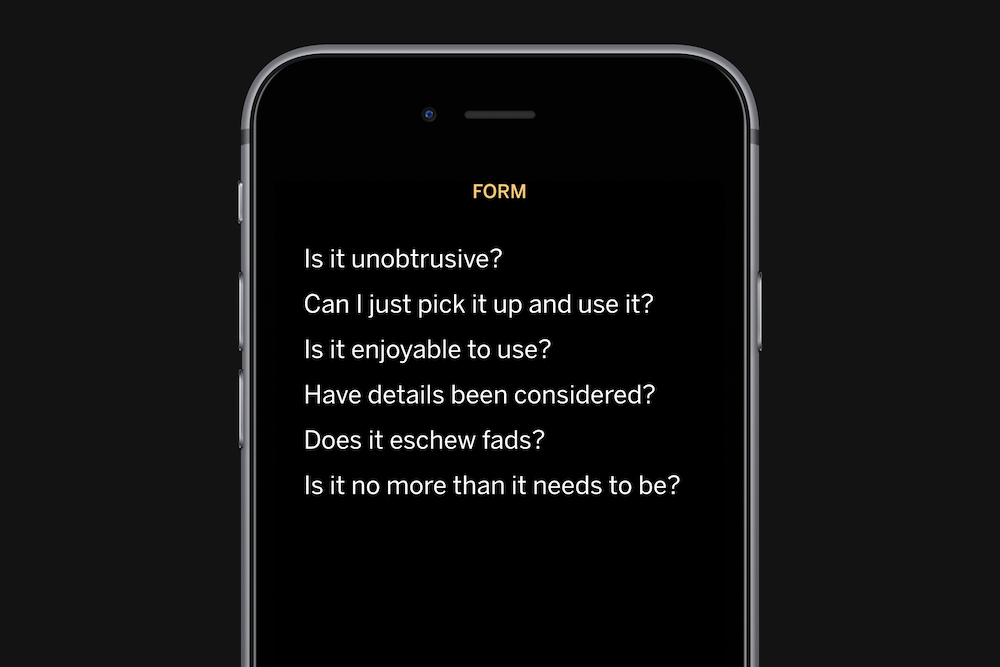 FORM
Is it unobtrusive?
Can I just pick it up and use it?
Is it enjoyable to use?
Have details been considered?
Does it eschew fads?
Is it no more than it needs to be?